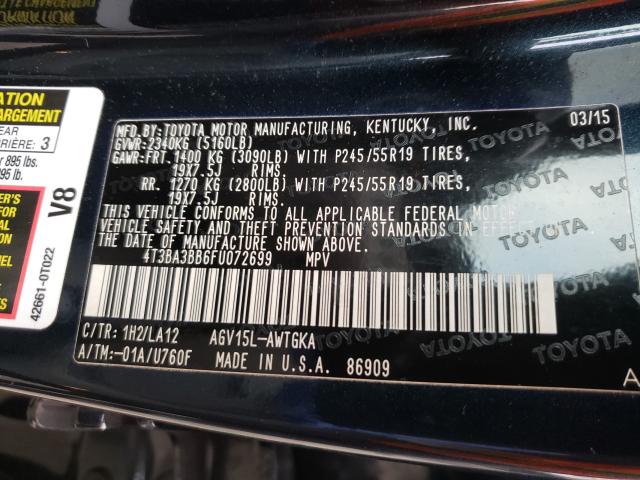 ATION
ARGEMENT
EAR
RRIÈRE: 3
895 lbs.
95 lb.
V8
42661-0T022
MFD. BY: TOYOTA MOTOR MANUFACTURING, KENTUCKY, INC. 03/15
GVWR: 2340KG (5160LB)
GAWR: FRT. 1400 KG (3090LB) WITH P245/55R19 TIRES,
19X7.5J RIMS.
RR. 1270 KG (2800LB) WITH P245/55R19 TIRES,
19X7.5J RIMS.
THIS VEHICLE CONFORMS TO ALL APPLICABLE FEDERAL MOTOR
VEHICLE SAFETY AND THEFT PREVENTION STANDARDS IN EFFECT
ON THE DATE OF MANUFACTURE SHOWN ABOVE.
4T3BA3BB6FU072699 MPV
C/TR: 1H2/LA12 AGV15L-AWTGKA
A/TM:-01A/U760F MADE IN U.S.A. 86909
TOYOTA